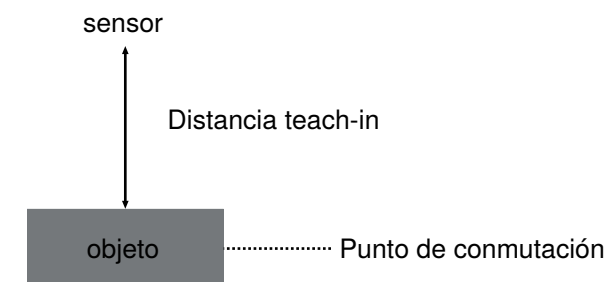 sensor
Distancia teach-in
objeto
Punto de conmutación